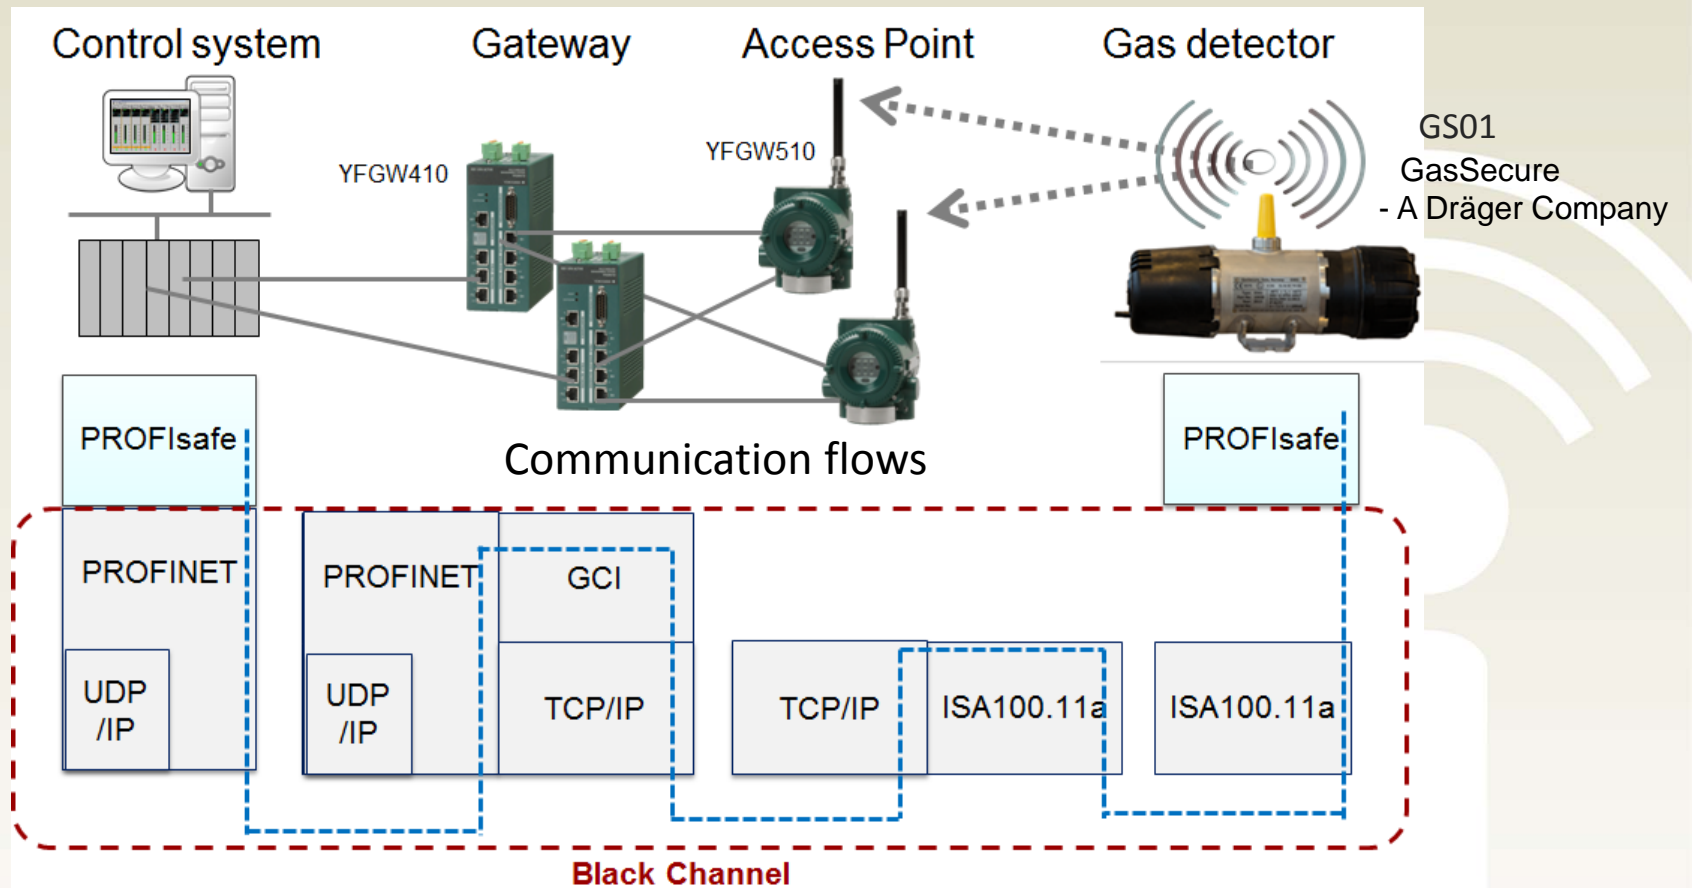 Control system
Gateway
Access Point
Gas detector
GS01
GasSecure
- A Dräger Company
YFGW410
YFGW510
PROFIsafe
PROFIsafe
Communication flows
PROFINET
PROFINET
GCI
UDP
/IP
UDP
/IP
TCP/IP
TCP/IP
ISA100.11a
ISA100.11a
Black Channel